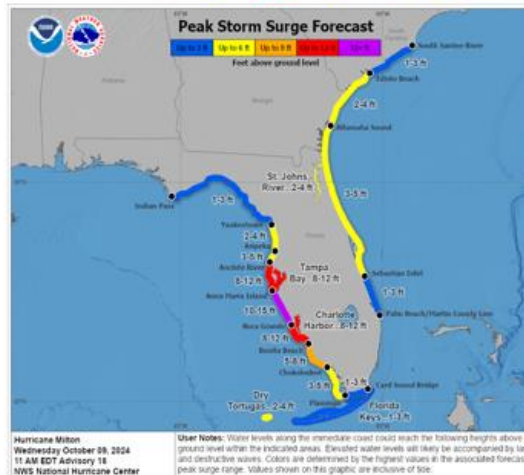 Peak Storm Surge Forecast
Up to 3 ft
Up to 6 ft
Feet above ground level
South Santee River
1-3 ft
Edisto Beach
2-4 ft
Altamaha Sound
St. Johns
River...2-4 ft
3-5 ft
Indian Pass
1-3 ft
Yankeetown
2-4 ft
Aripeka
3-5 ft
Anclote River
8-12 ft
Tampa
Bay...8-12 ft
Anna Maria Island
10-15 ft
Sebastian Inlet
1-3 ft
Palm Beach/Martin County Line
Boca Grande
Charlotte
Harbor...8-12 ft
8-12 ft
Bonita Beach
5-8 ft
Chokoloskee
3-5 ft
1-3 ft
Card Sound Bridge
Flamingo
Dry
Tortugas...2-4 ft
Florida
Keys...1-3 ft
Hurricane Milton
Wednesday October 09, 2024
11 AM EDT Advisory 18
NWS National Hurricane Center
User Notes: Water levels along the immediate coast could reach the following heights above
ground level within the indicated areas. Elevated water levels will likely be accompanied by
and destructive waves. Colors are determined by the highest values in the associated
peak surge range. Values shown on this graphic are inclusive of tide.